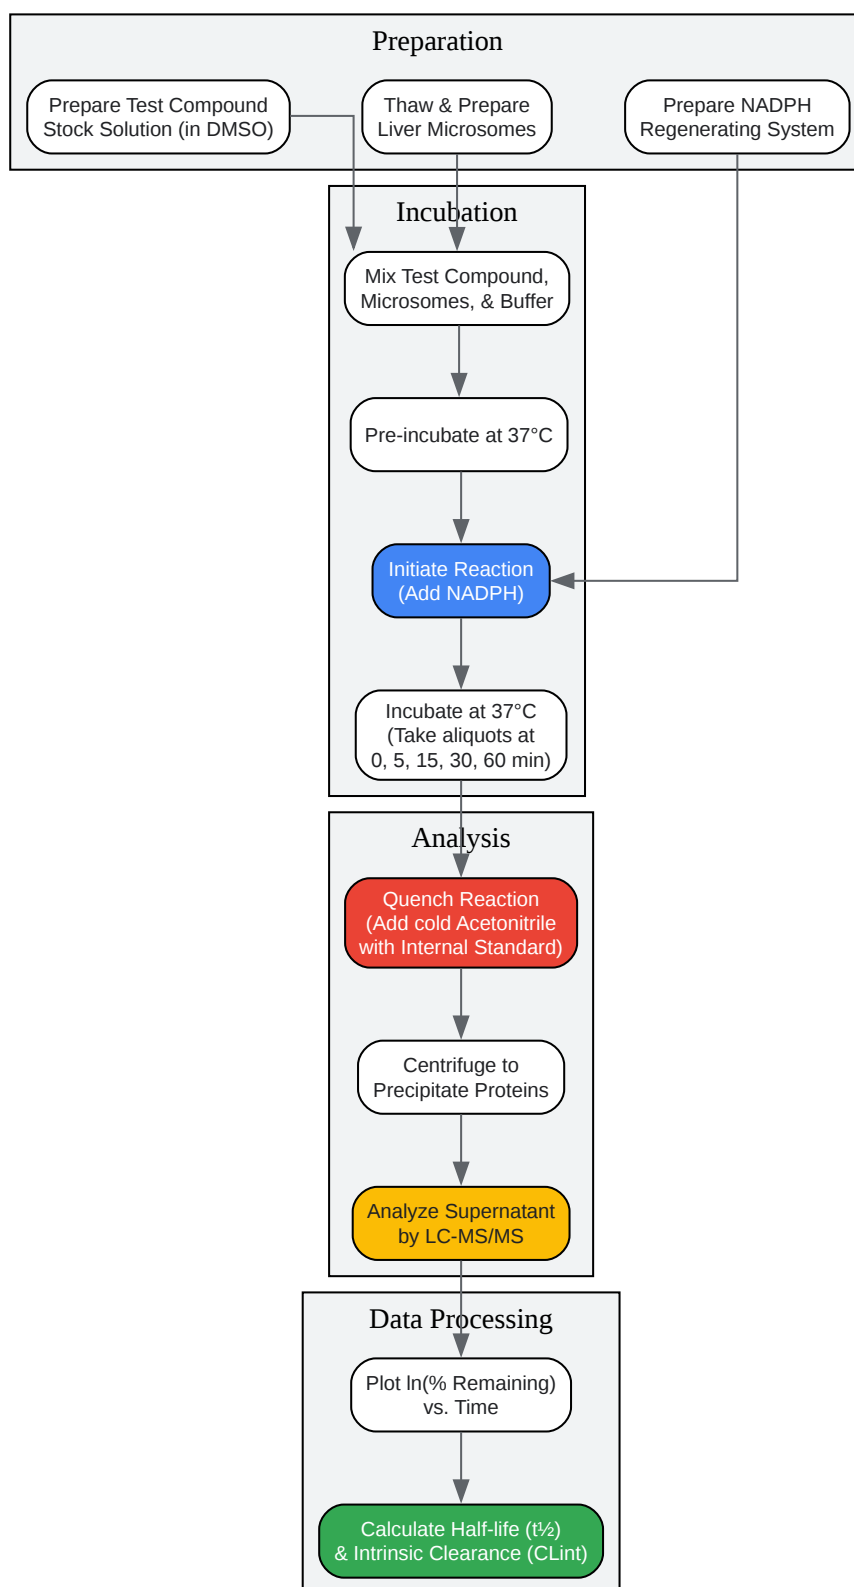 Preparation
Prepare Test Compound
Stock Solution (in DMSO)
Thaw & Prepare
Liver Microsomes
Prepare NADPH
Regenerating System
Incubation
Mix Test Compound,
Microsomes, & Buffer
Pre-incubate at 37°C
Initiate Reaction
(Add NADPH)
Incubate at 37°C
(Take aliquots at
0, 5, 15, 30, 60 min)
Analysis
Quench Reaction
(Add cold Acetonitrile
with Internal Standard)
Centrifuge to
Precipitate Proteins
Analyze Supernatant
by LC-MS/MS
Data Processing
Plot ln(% Remaining)
vs. Time
Calculate Half-life (t½)
& Intrinsic Clearance (CLint)